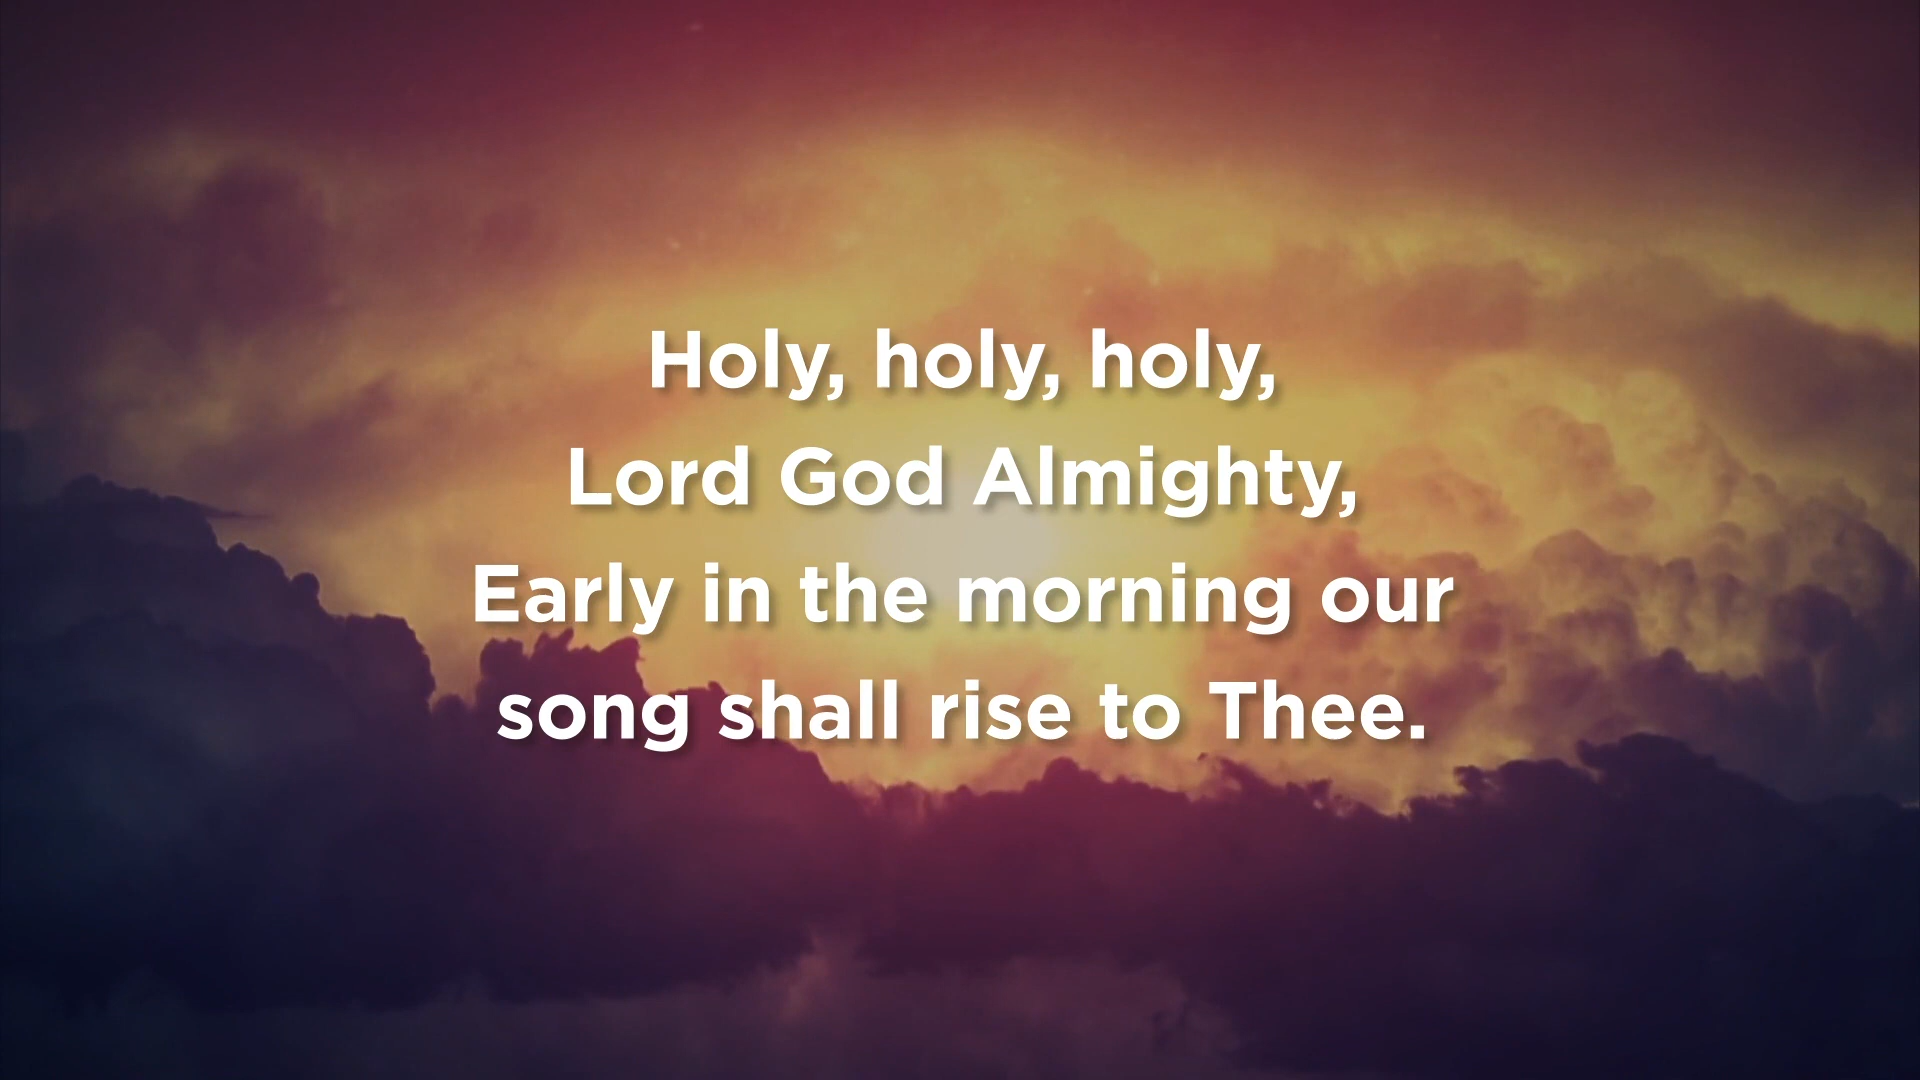 Holy, holy, holy,
Lord God Almighty,
Early in the morning our
song shall rise to Thee.